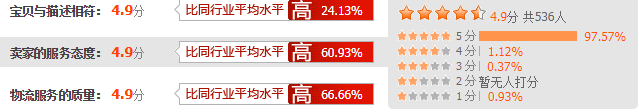 宝贝与描述相符： 4.9分 比同行业平均水平 高 24.13%
卖家的服务态度： 4.9分 比同行业平均水平 高 60.93%
物流服务的质量： 4.9分 比同行业平均水平 高 66.66%
4.9分 共536人
5分 97.57%
4分 1.12%
3分 0.37%
2分 暂无人打分
1分 0.93%